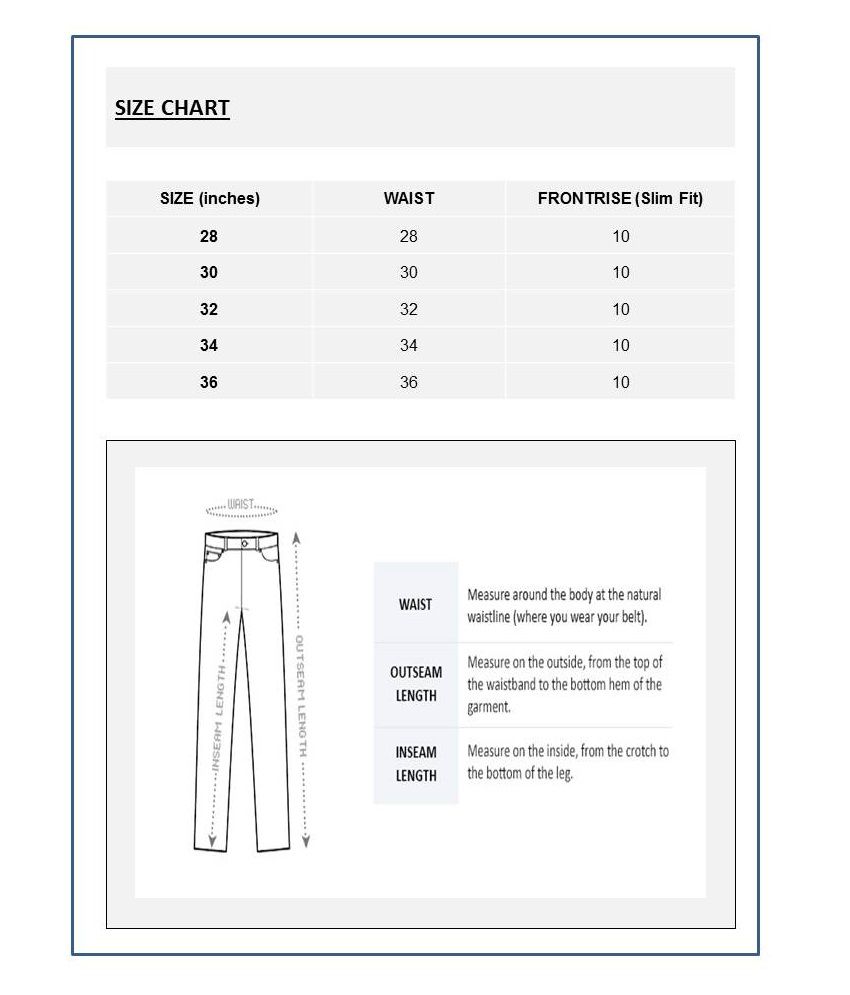 SIZE CHART
SIZE (inches) WAIST FRONTRISE (Slim Fit)
28 28 10
30 30 10
32 32 10
34 34 10
36 36 10
WAIST
INSEAM LENGTH
OUTSEAM LENGTH
WAIST
Measure around the body at the natural
waistline (where you wear your belt).
OUTSEAM
LENGTH
Measure on the outside, from the top of
the waistband to the bottom hem of the
garment.
INSEAM
LENGTH
Measure on the inside, from the crotch to
the bottom of the leg.